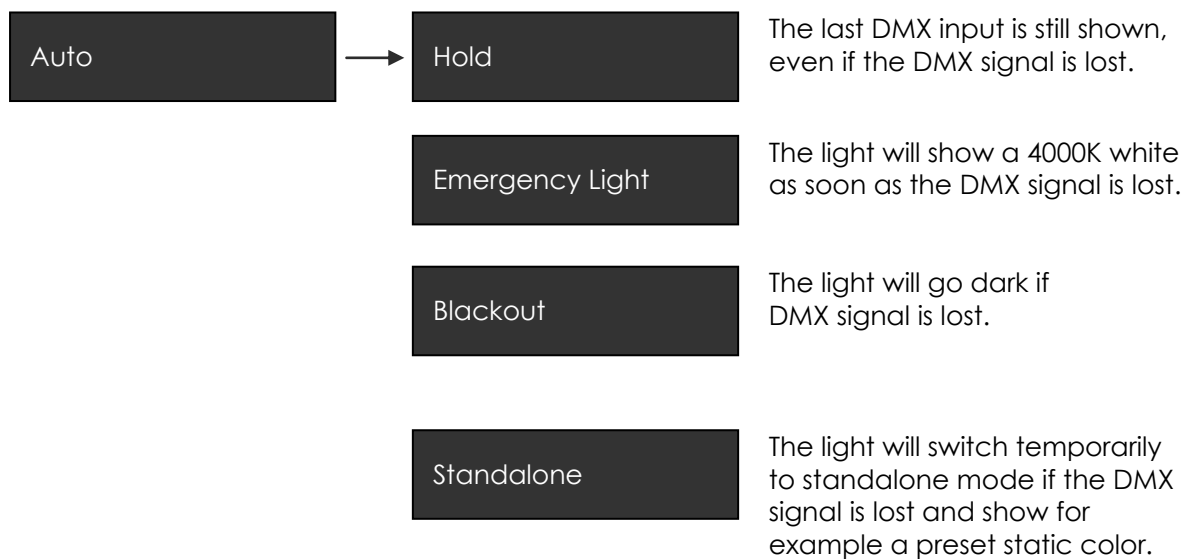 Auto
Hold
The last DMX input is still shown,
even if the DMX signal is lost.
Emergency Light
The light will show a 4000K white
as soon as the DMX signal is lost.
Blackout
The light will go dark if
DMX signal is lost.
Standalone
The light will switch temporarily
to standalone mode if the DMX
signal is lost and show for
example a preset static color.